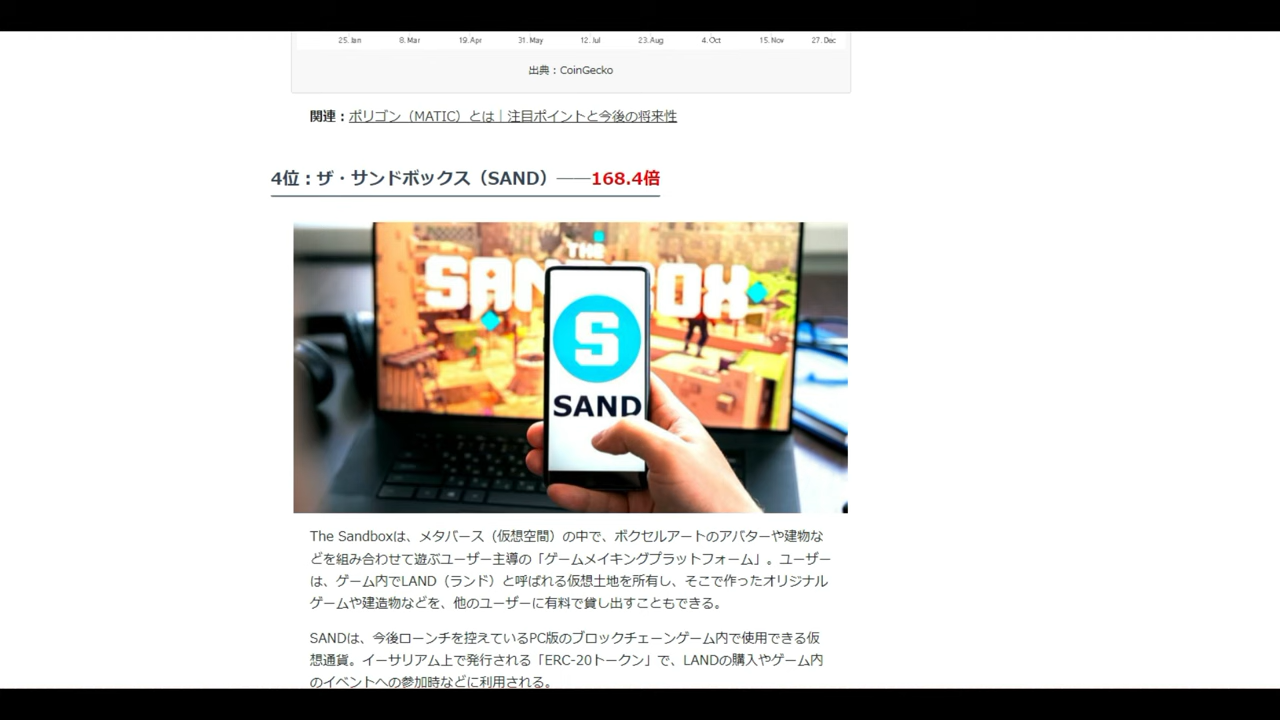 25. Jan 8. Mar 19. Apr 31. May 12. Jul 23. Aug 4. Oct 15. Nov 27. Dec
出典：CoinGecko
関連：ポリゴン（MATIC）とは｜注目ポイントと今後の将来性
4位：ザ・サンドボックス（SAND）——168.4倍
THE
SAN BOX
S
SAND
The Sandboxは、メタバース（仮想空間）の中で、ボクセルアートのアバターや建物な
どを組み合わせて遊ぶユーザー主導の「ゲームメイキングプラットフォーム」。ユーザー
は、ゲーム内でLAND（ランド）と呼ばれる仮想土地を所有し、そこで作ったオリジナル
ゲームや建造物などを、他のユーザーに有料で貸し出すこともできる。
SANDは、今後ローンチを控えているPC版のブロックチェーンゲーム内で使用できる仮
想通貨。イーサリアム上で発行される「ERC-20トークン」で、LANDの購入やゲーム内
のイベントへの参加時などに利用される。